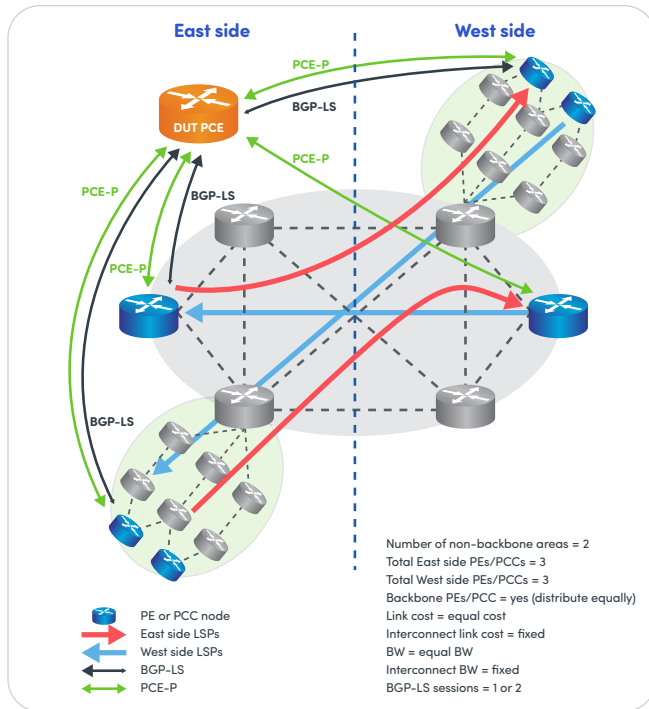 East side
West side
PCE-P
BGP-LS
DUT PCE
PCE-P
BGP-LS
PCE-P
PCE-P
BGP-LS
Number of non-backbone areas = 2
Total East side PEs/PCCs = 3
Total West side PEs/PCCs = 3
Backbone PEs/PCC = yes (distribute equally)
Link cost = equal cost
Interconnect link cost = fixed
BW = equal BW
Interconnect BW = fixed
BGP-LS sessions = 1 or 2
PE or PCC node
East side LSPs
West side LSPs
BGP-LS
PCE-P